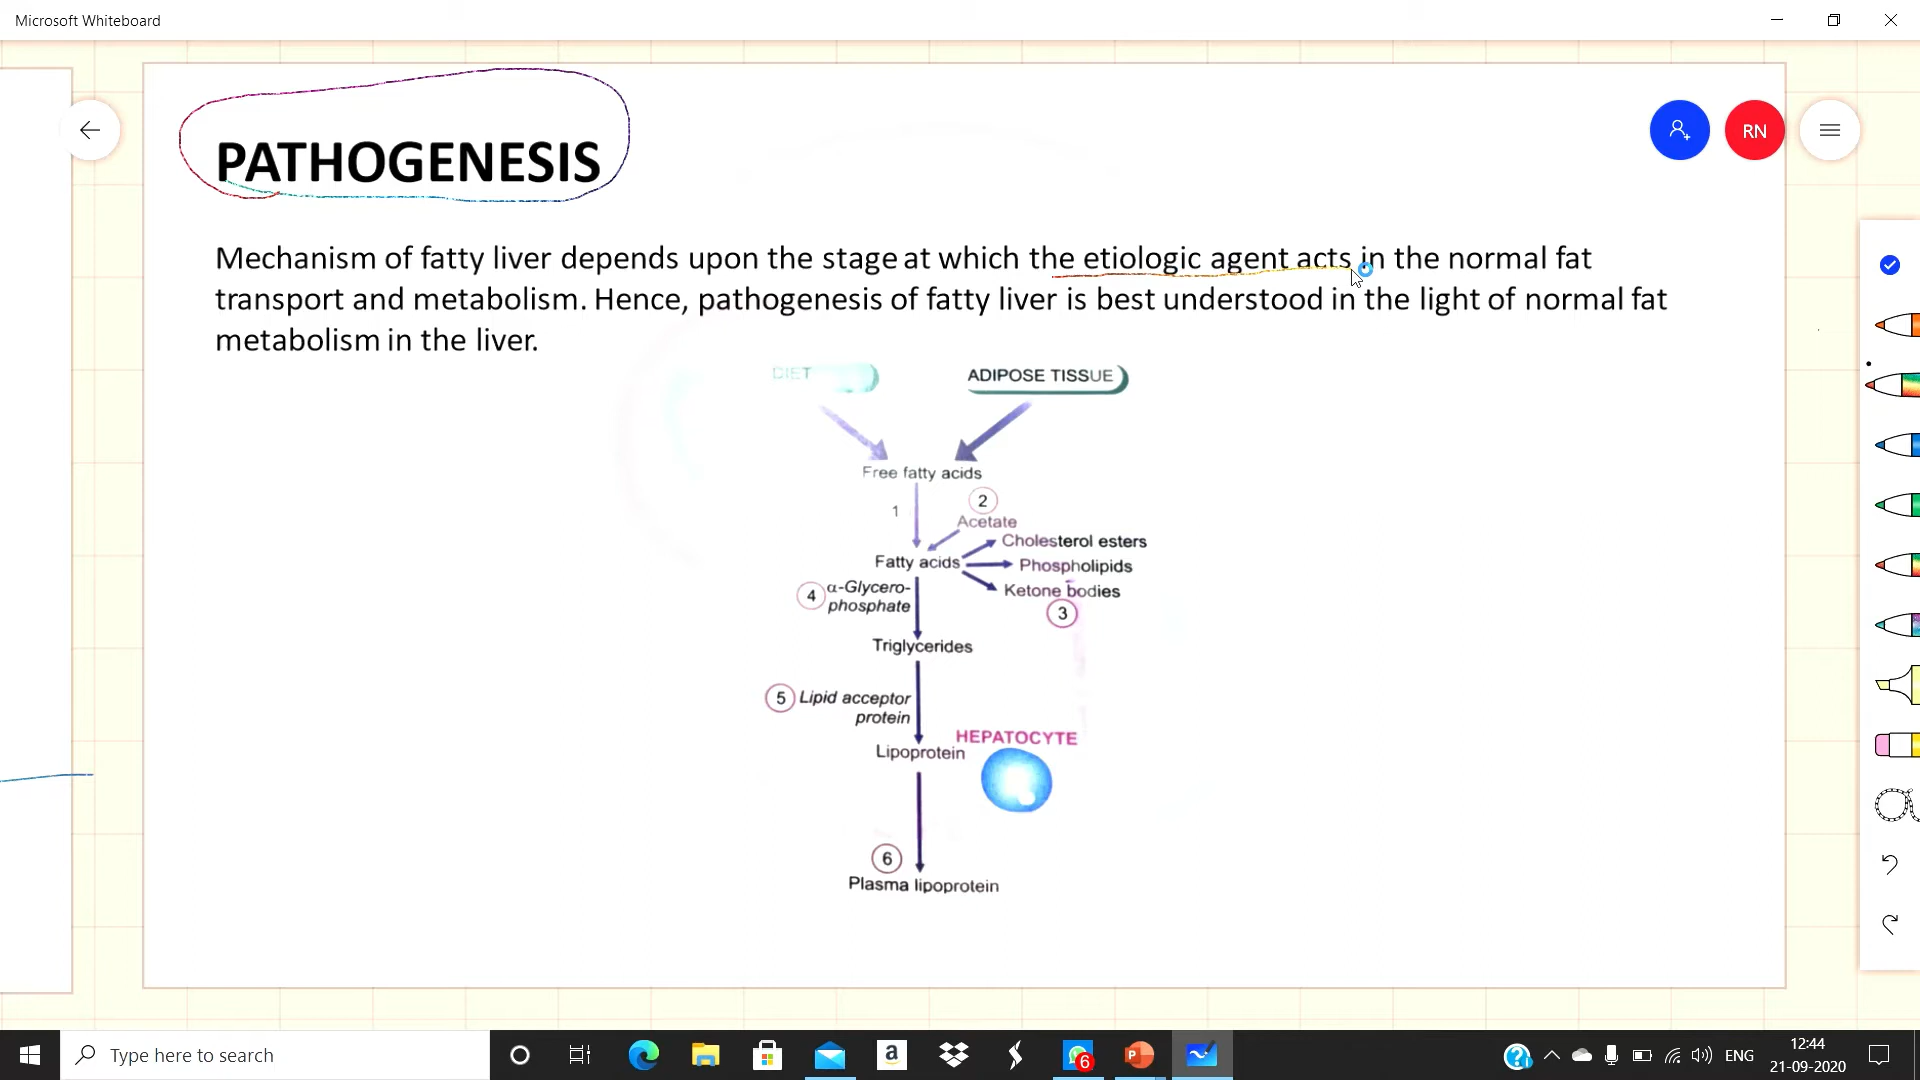 Microsoft Whiteboard
RN
PATHOGENESIS
Mechanism of fatty liver depends upon the stage at which the etiologic agent acts in the normal fat
transport and metabolism. Hence, pathogenesis of fatty liver is best understood in the light of normal fat
metabolism in the liver.
DIET
ADIPOSE TISSUE
Free fatty acids
1
2
Acetate
Cholesterol esters
Fatty acids
Phospholipids
Ketone bodies
3
4
α-Glycero-
phosphate
Triglycerides
5
Lipid acceptor
protein
HEPATOCYTE
Lipoprotein
6
Plasma lipoprotein
Type here to search
a
6
P
ENG
12:44
21-09-2020